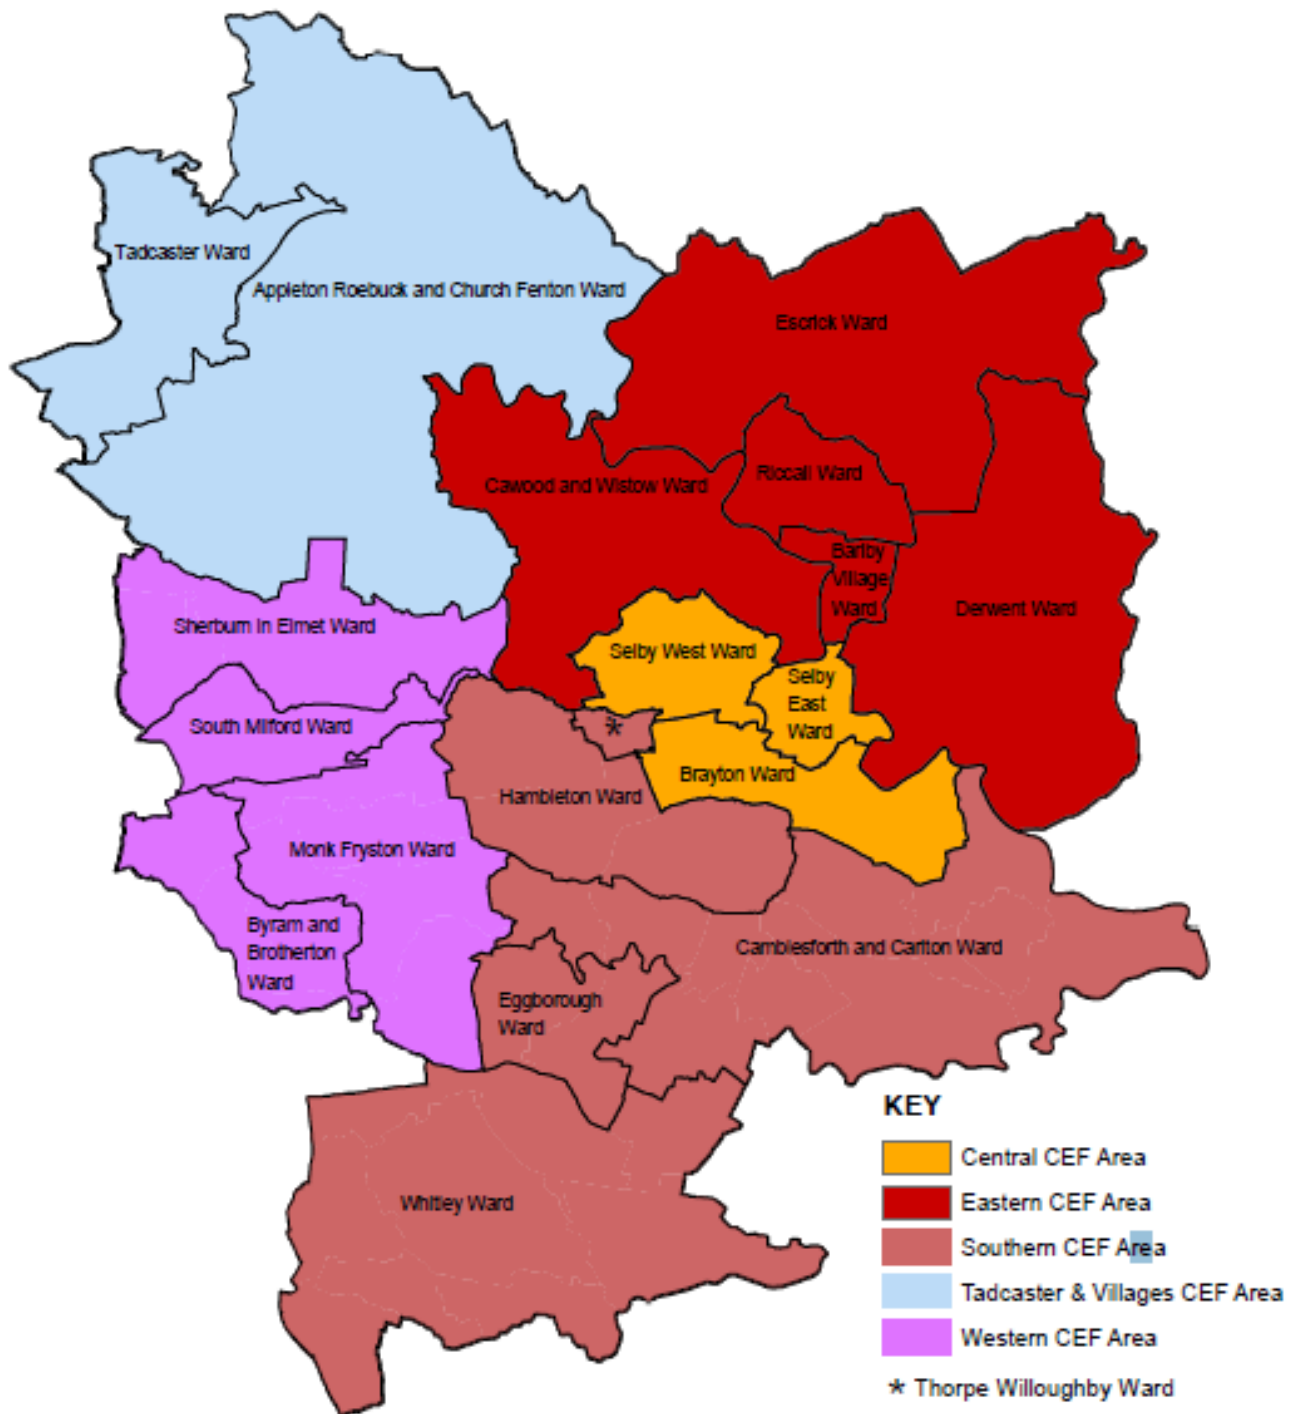 Tadcaster Ward
Appleton Roebuck and Church Fenton Ward
Escrick Ward
Cawood and Wistow Ward
Riccall Ward
Barlby
Village
Ward
Derwent Ward
Sherburn In Elmet Ward
Selby West Ward
Selby
East
Ward
South Milford Ward
*
Brayton Ward
Hambleton Ward
Monk Fryston Ward
Byram and
Brotherton
Ward
Camblesforth and Carlton Ward
Eggborough
Ward
Whitley Ward
KEY
Central CEF Area
Eastern CEF Area
Southern CEF Area
Tadcaster & Villages CEF Area
Western CEF Area
* Thorpe Willoughby Ward